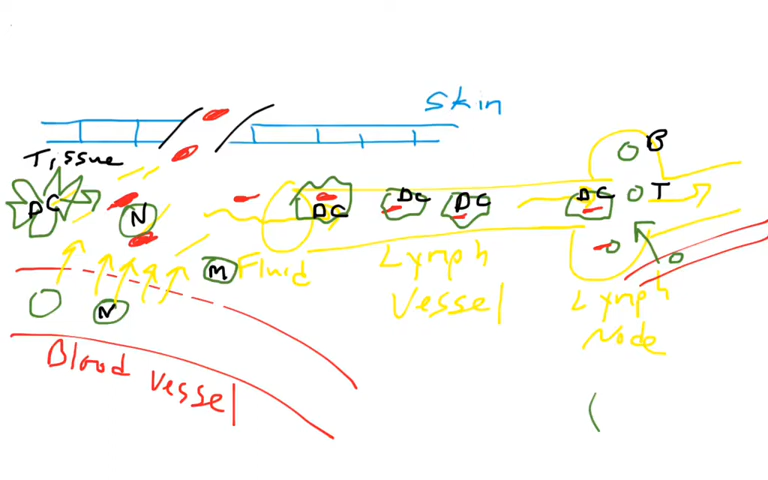 Skin
Tissue
B
DC
N
DC
DC
DC
DC
T
M
Fluid
Lymph
Vessel
N
Lymph
Node
Blood Vessel